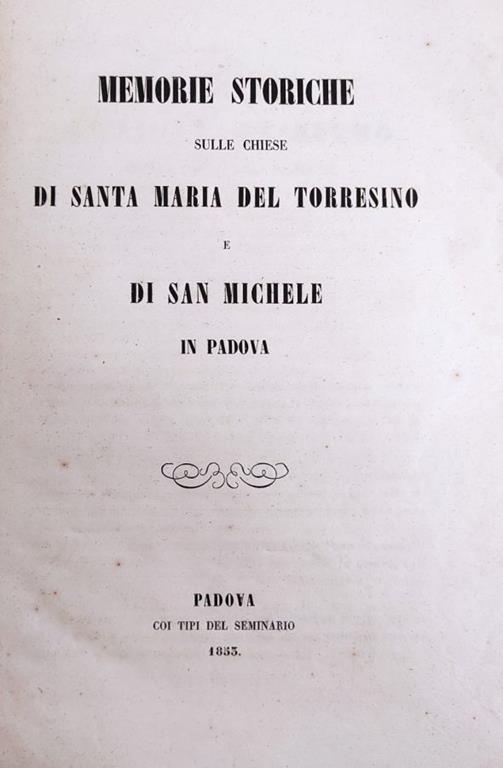 MEMORIE STORICHE
SULLE CHIESE
DI SANTA MARIA DEL TORRESINO
E
DI SAN MICHELE
IN PADOVA
PADOVA
COI TIPI DEL SEMINARIO
1853.